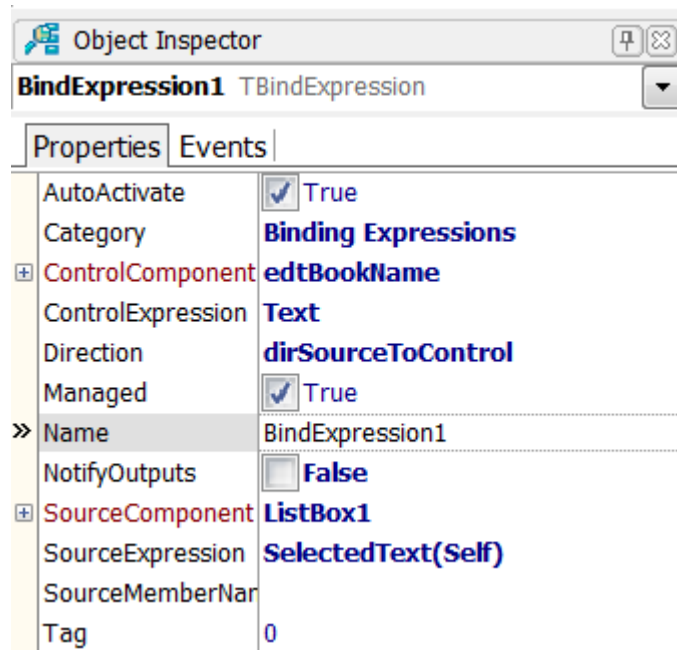 Object Inspector
BindExpression1 TBindExpression
Properties Events
AutoActivate True
Category Binding Expressions
ControlComponent edtBookName
ControlExpression Text
Direction dirSourceToControl
Managed True
» Name BindExpression1
NotifyOutputs False
SourceComponent ListBox1
SourceExpression SelectedText(Self)
SourceMemberNar
Tag 0